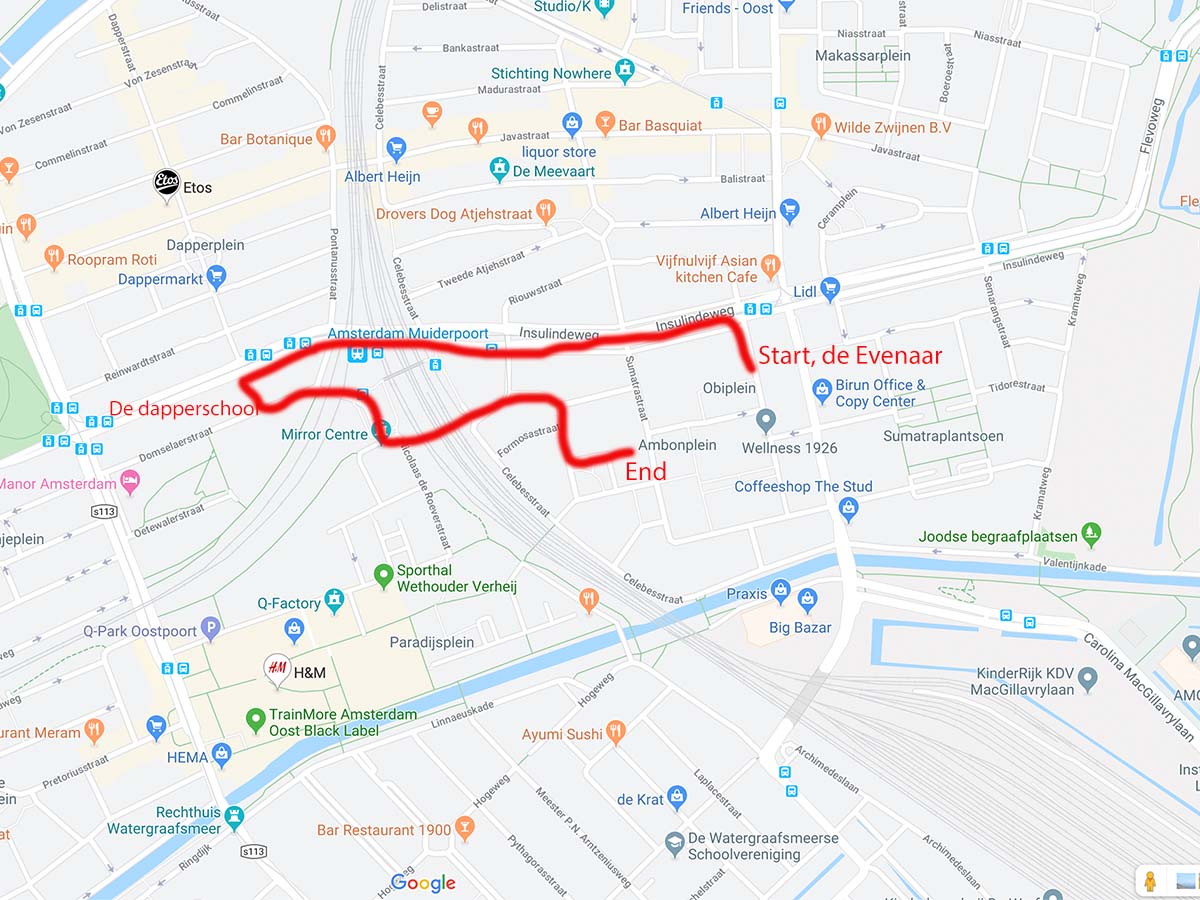 Delistraat
Studio/K
Friends - Oost
Dapperstraat
Bankastraat
Niasstraat
Niasstraat
Makassarplein
Von Zesenstraat
Celebesstraat
Stichting Nowhere
Madurastraat
Boeroestraat
Commelinstraat
Von Zesenstraat
Flevoweg
Bar Botanique
Javastraat
Bar Basquiat
Wilde Zwijnen B.V
liquor store
Javastraat
Commelinstraat
Albert Heijn
De Meevaart
Balistraat
Etos
Etos
Ceramplein
Drovers Dog Atjehstraat
Albert Heijn
Dapperplein
Pontanusstraat
Roopram Roti
Celebesstraat
Tweede Atjehstraat
Vijfnulvijf Asian
kitchen Cafe
Insulindeweg
Dappermarkt
Riouwstraat
Lidl
Semarangstraat
Kramatweg
Amsterdam Muiderpoort
Insulindeweg
Insulindeweg
Reinwardtstraat
Start, de Evenaar
Sumatrastraat
Obiplein
Birun Office &
Copy Center
Tidorestraat
De dapperschool
Mirror Centre
Domselaerstraat
Formosastraat
Ambonplein
Wellness 1926
Sumatraplantsoen
End
Manor Amsterdam
Nicolaas de Roeverstraat
Celebesstraat
Coffeeshop The Stud
Kramatweg
s113
Oetewalerstraat
Joodse begraafplaatsen
Valentijnkade
Sporthal
Wethouder Verheij
Celebesstraat
Q-Factory
Praxis
Q-Park Oostpoort
P
Paradijsplein
Big Bazar
Carolina MacGillavrylaan
H&M
H&M
Hogeweg
KinderRijk KDV
MacGillavrylaan
TrainMore Amsterdam
Oost Black Label
Linnaeuskade
Ayumi Sushi
HEMA
Pretoriusstraat
Archimedeslaan
Hogeweg
Laplacestraat
de Krat
Rechthuis
Watergraafsmeer
Bar Restaurant 1900
Meester P.N. Arntzeniusweg
De Watergraafsmeerse
Schoolvereniging
s113
Ringdijk
Pythagorasstraat
Archimedeslaan
Google